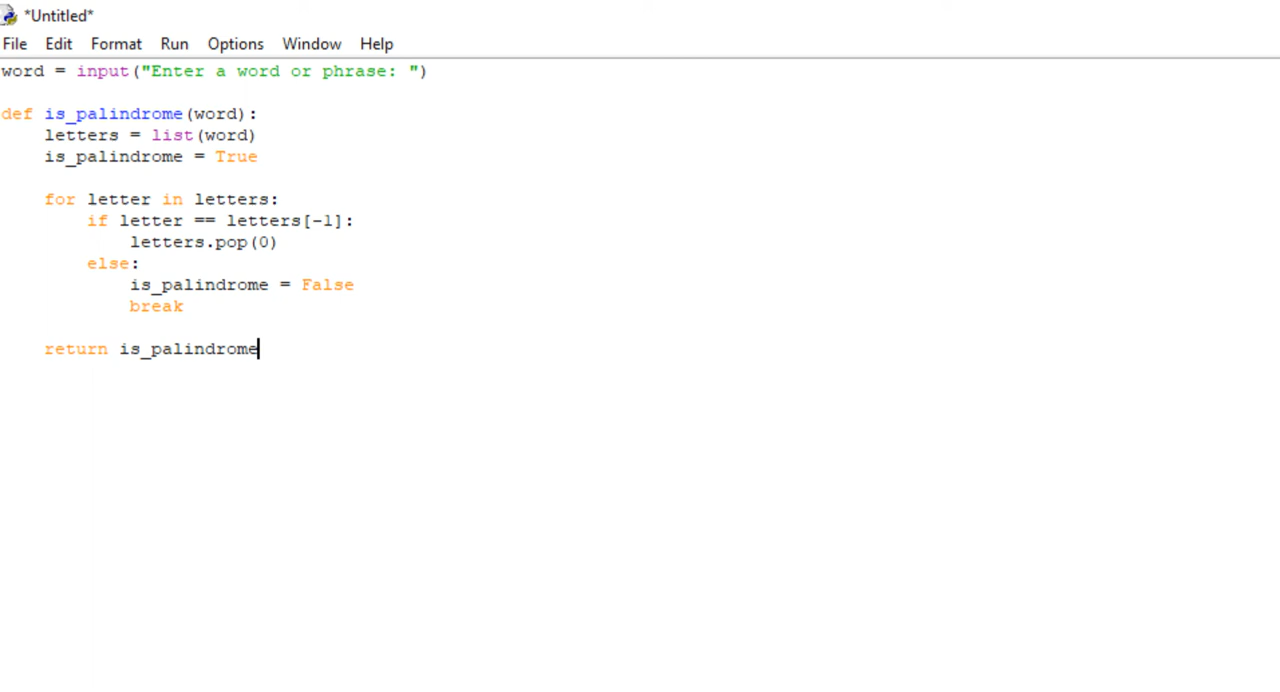 *Untitled*
File Edit Format Run Options Window Help
word = input("Enter a word or phrase: ")
def is_palindrome(word):
    letters = list(word)
    is_palindrome = True
    for letter in letters:
        if letter == letters[-1]:
            letters.pop(0)
        else:
            is_palindrome = False
            break
    return is_palindrome